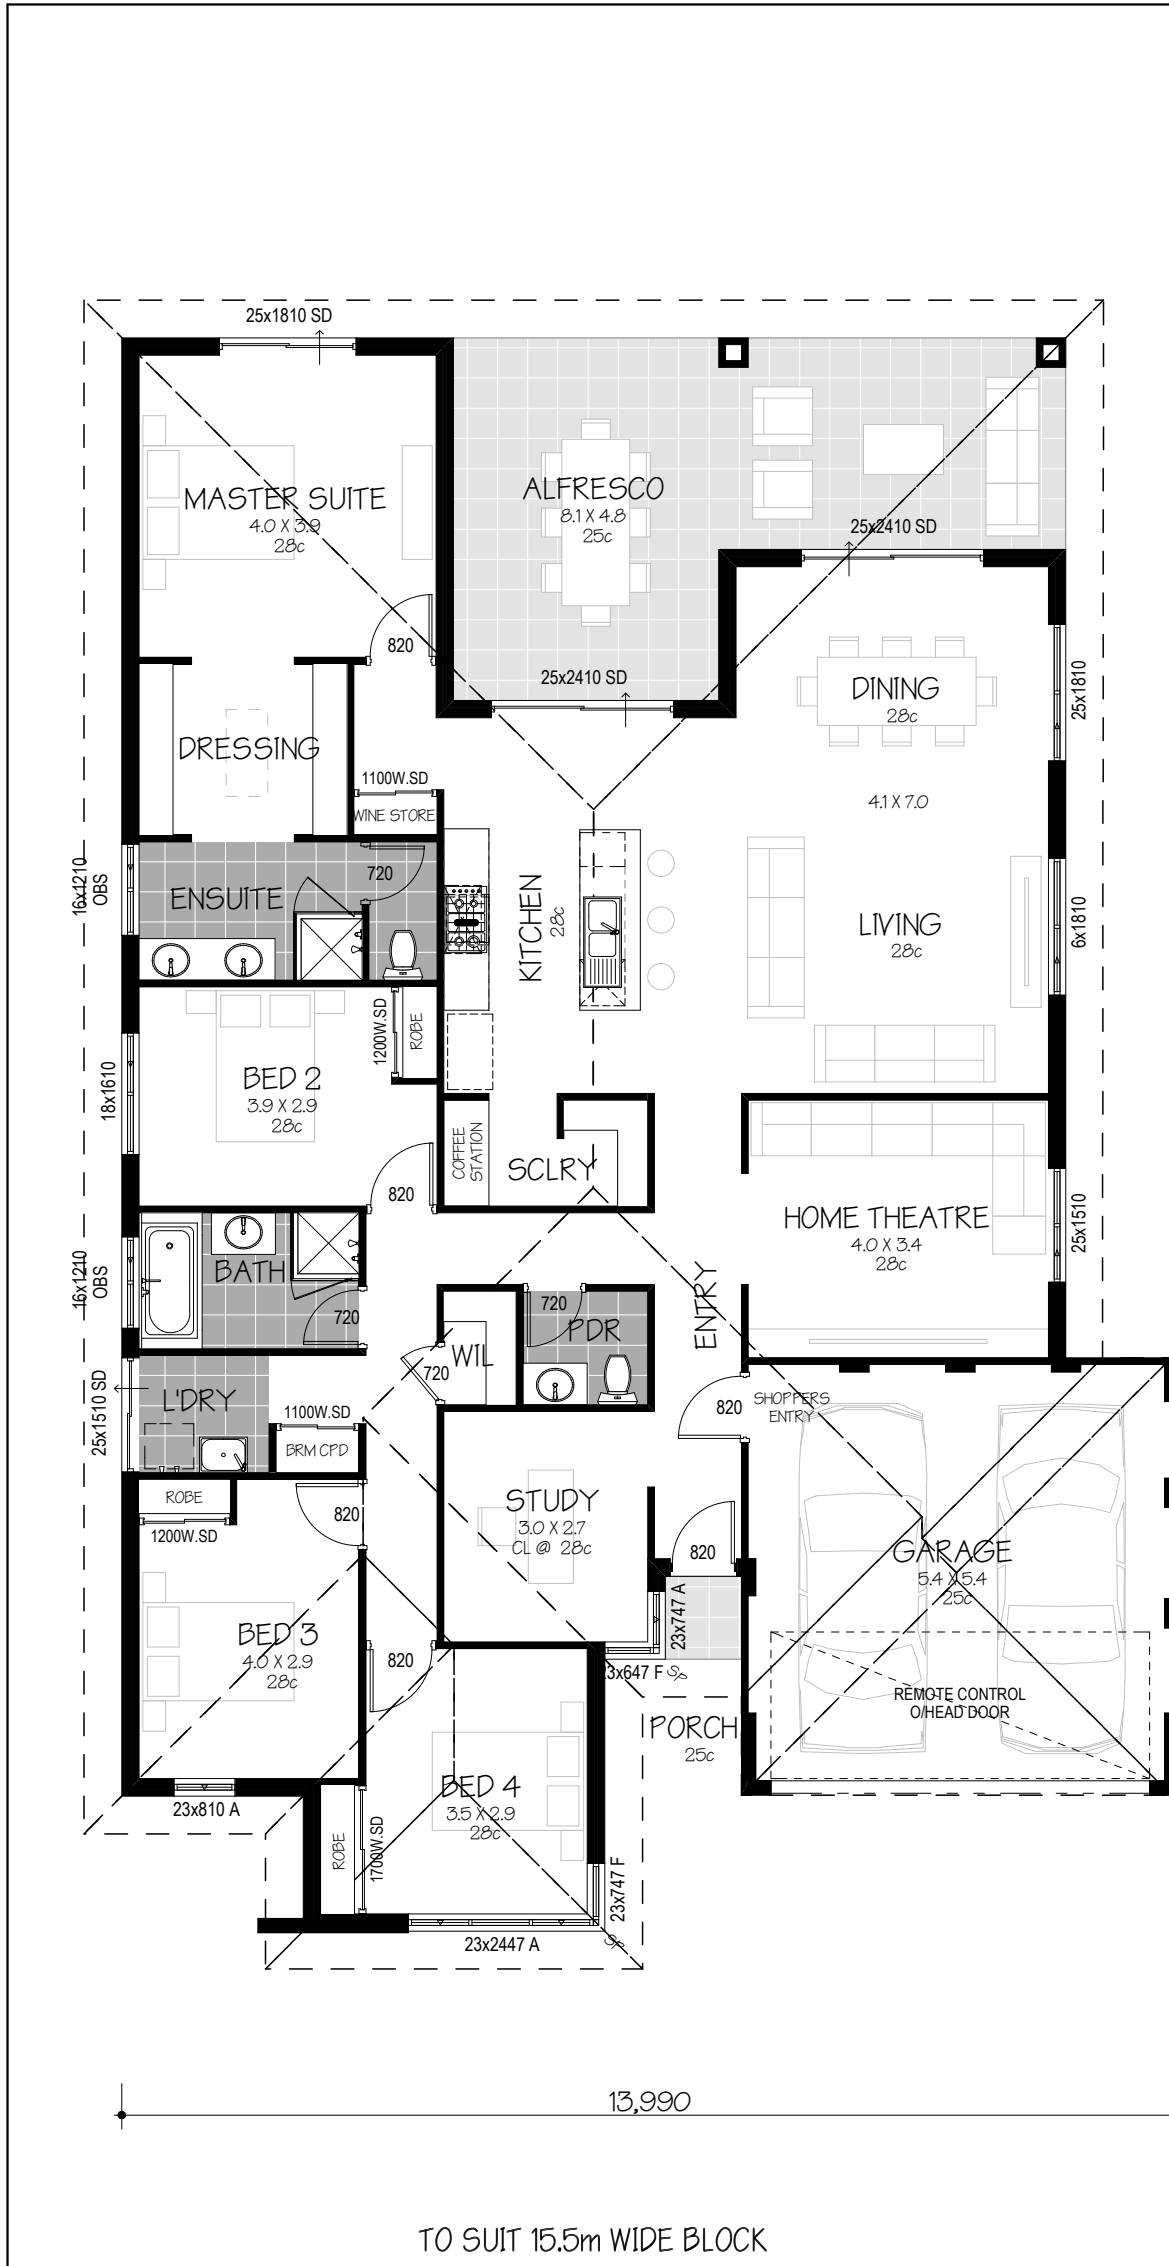 25x1810 SD
MASTER SUITE
4.0 X 3.9
28c
ALFRESCO
8.1 X 4.8
25c
25x2410 SD
820
25x2410 SD
DINING
28c
25x1810
DRESSING
1100W.SD
WINE STORE
4.1 X 7.0
16x1210
OBS
ENSUITE
720
KITCHEN
28c
LIVING
28c
6x1810
1200W.SD
ROBE
18x1610
BED 2
3.9 X 2.9
28c
COFFEE
STATION
SCLRY
820
HOME THEATRE
4.0 X 3.4
28c
25x1510
16x1210
OBS
BATH
720
ENTRY
720
PDR
WIL
720
25x1510 SD
L'DRY
1100W.SD
BRM CPD
820
SHOPPERS
ENTRY
ROBE
1200W.SD
820
STUDY
3.0 X 2.7
CL @ 28c
820
GARAGE
5.4 X 5.4
25c
BED 3
4.0 X 2.9
28c
820
23x747 A
23x647 F
SP
REMOTE CONTROL
O/HEAD DOOR
PORCH
25c
23x810 A
BED 4
3.5 X 2.9
28c
ROBE
1700W.SD
23x747 F
23x2447 A
SP
13,990
TO SUIT 15.5m WIDE BLOCK